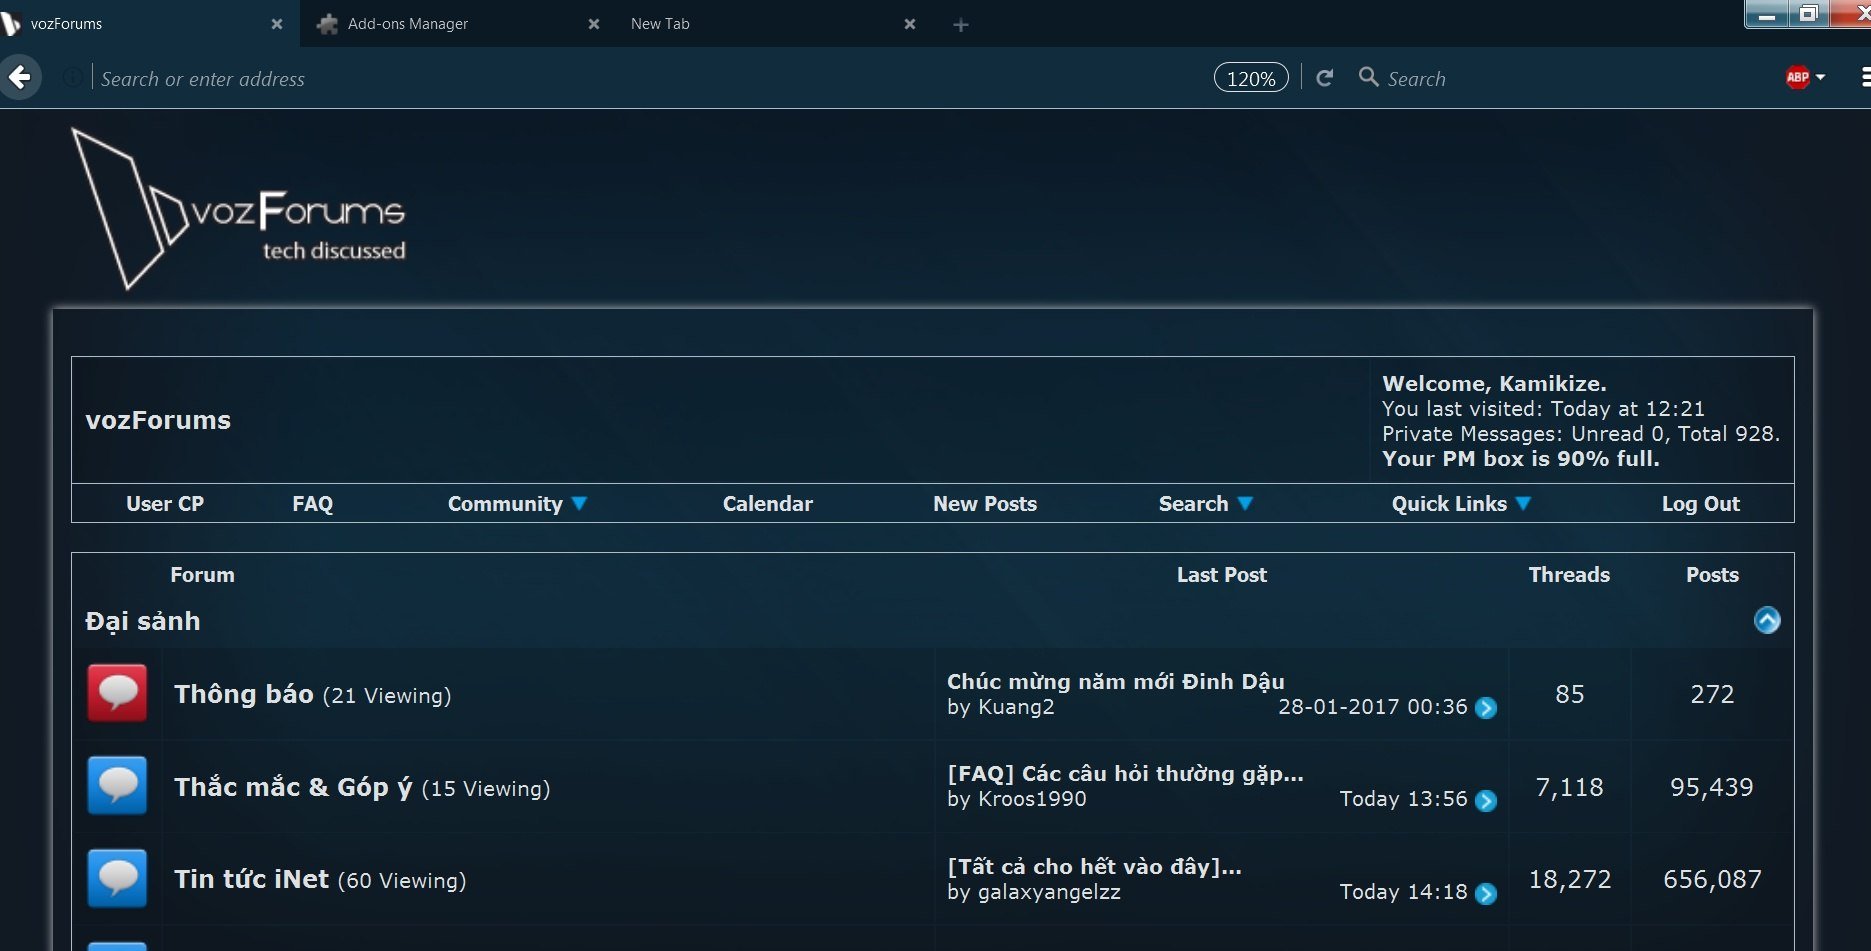 vozForums
Add-ons Manager
New Tab
Search or enter address
120%
Search
ABP
vozForums
tech discussed
vozForums
Welcome, Kamikize.
You last visited: Today at 12:21
Private Messages: Unread 0, Total 928.
Your PM box is 90% full.
User CP FAQ Community Calendar New Posts Search Quick Links Log Out
Forum Last Post Threads Posts
Đại sảnh
Thông báo (21 Viewing)
Chúc mừng năm mới Đinh Dậu
by Kuang2 28-01-2017 00:36
85 272
Thắc mắc & Góp ý (15 Viewing)
[FAQ] Các câu hỏi thường gặp...
by Kroos1990 Today 13:56
7,118 95,439
Tin tức iNet (60 Viewing)
[Tất cả cho hết vào đây]...
by galaxyangelzz Today 14:18
18,272 656,087